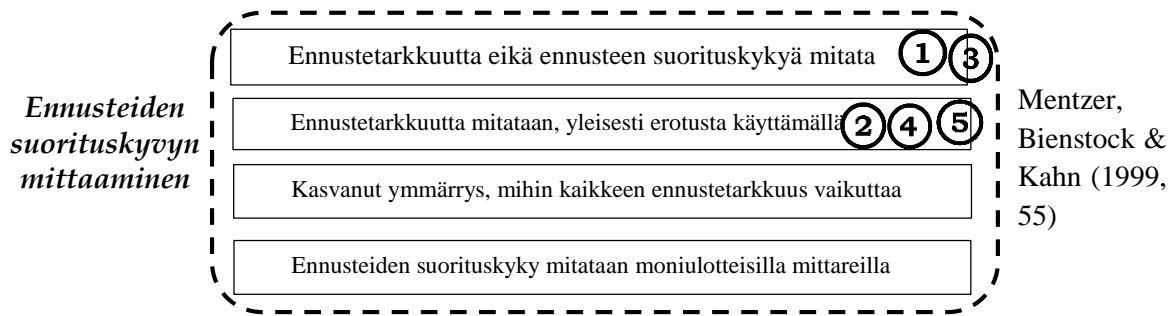 Ennusteiden
suorituskyvyn
mittaaminen
Ennustetarkkuutta eikä ennusteen suorituskykyä mitata 1 3
Ennustetarkkuutta mitataan, yleisesti erotusta käyttämällä 2 4 5
Kasvanut ymmärrys, mihin kaikkeen ennustetarkkuus vaikuttaa
Ennusteiden suorituskyky mitataan moniulotteisilla mittareilla
Mentzer,
Bienstock &
Kahn (1999,
55)